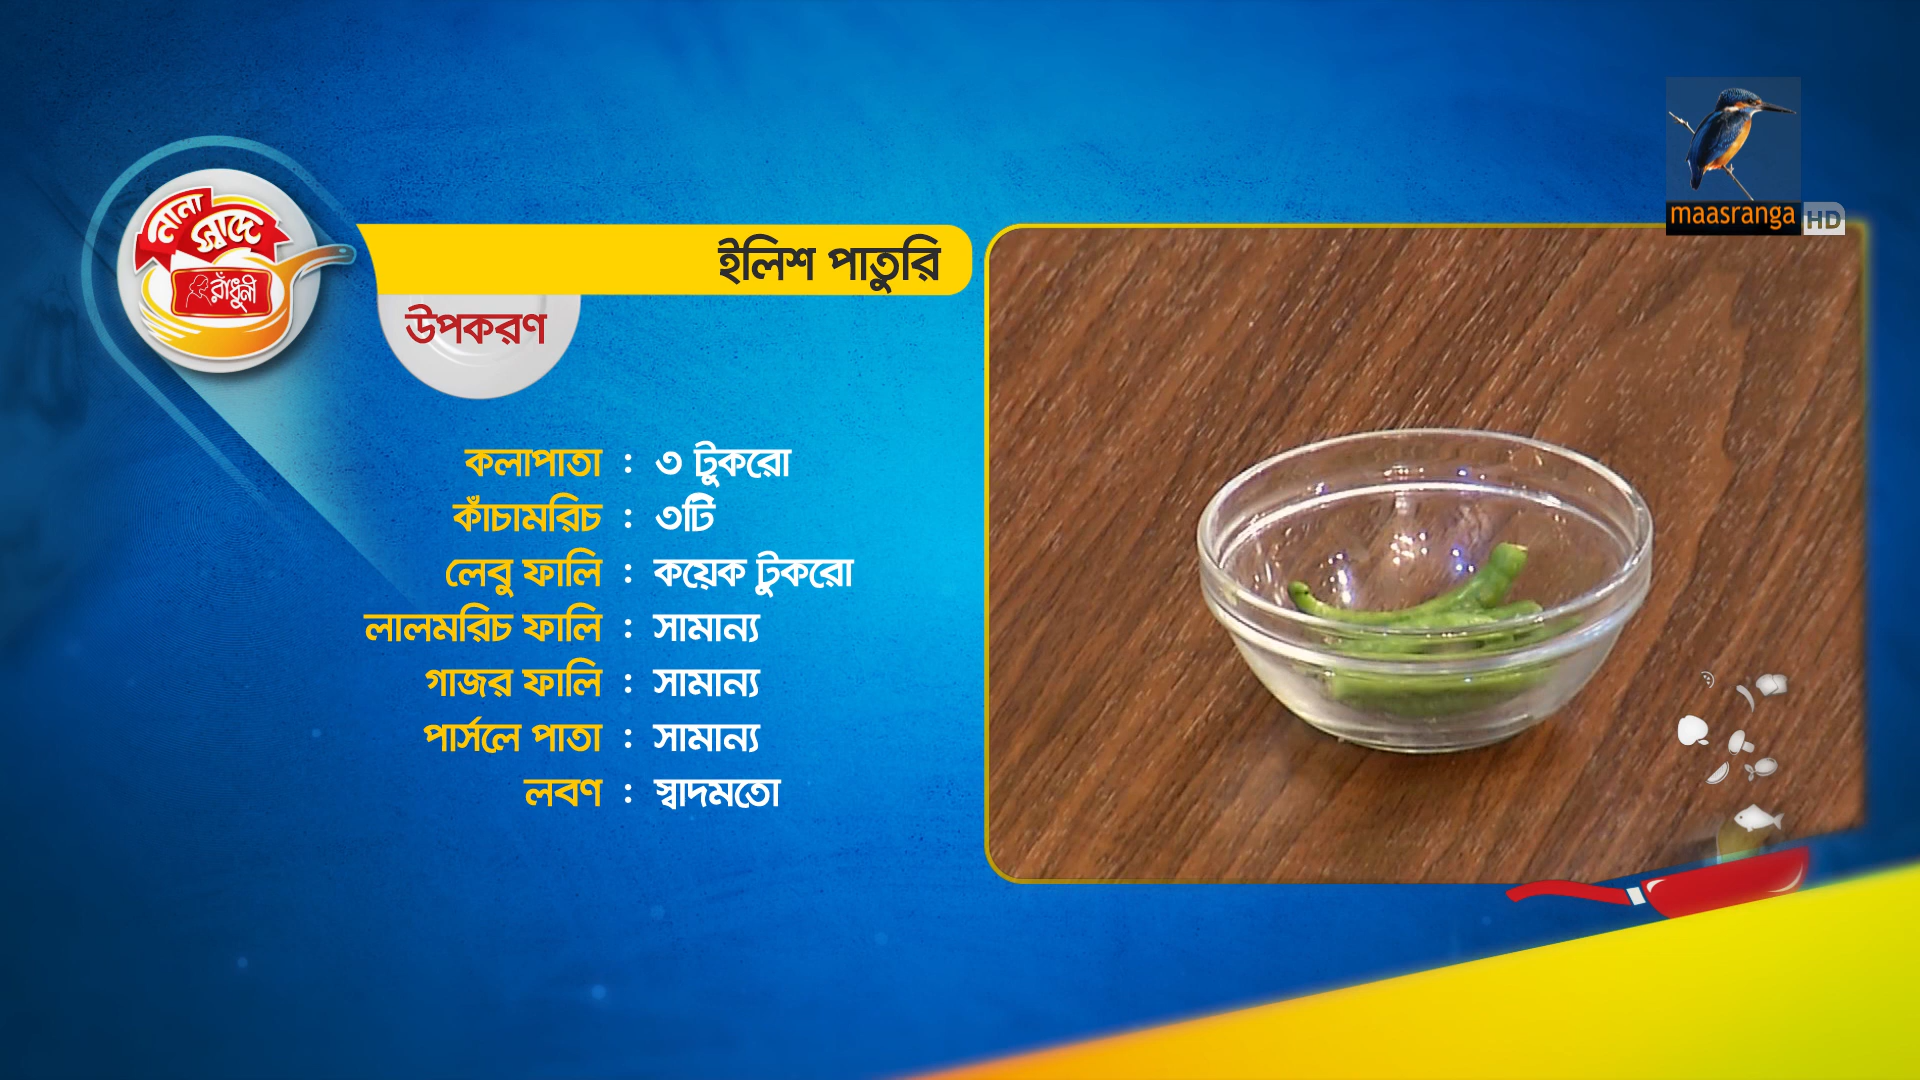 নানা
স্বাদে
রাঁধুনী
ইলিশ পাতুরি
উপকরণ
কলাপাতা : ৩ টুকরো
কাঁচামরিচ : ৩টি
লেবু ফালি : কয়েক টুকরো
লালমরিচ ফালি : সামান্য
গাজর ফালি : সামান্য
পার্সলে পাতা : সামান্য
লবণ : স্বাদমতো
maasranga HD